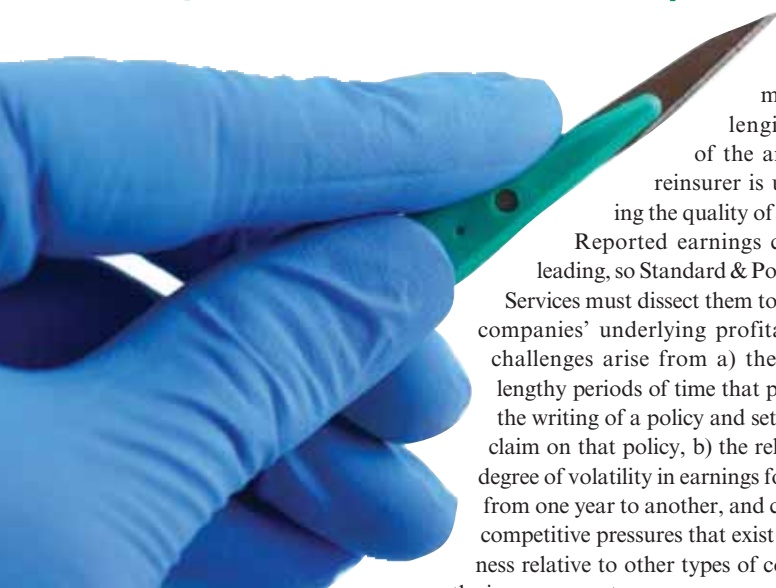 of the
reinsurer is
ing the quality of
Reported earnings
leading, so Standard & Po
Services must dissect them to
companies' underlying profita
challenges arise from a) the
lengthy periods of time that p
the writing of a policy and set
claim on that policy, b) the rel
degree of volatility in earnings fo
from one year to another, and c
competitive pressures that exist
ness relative to other types of co